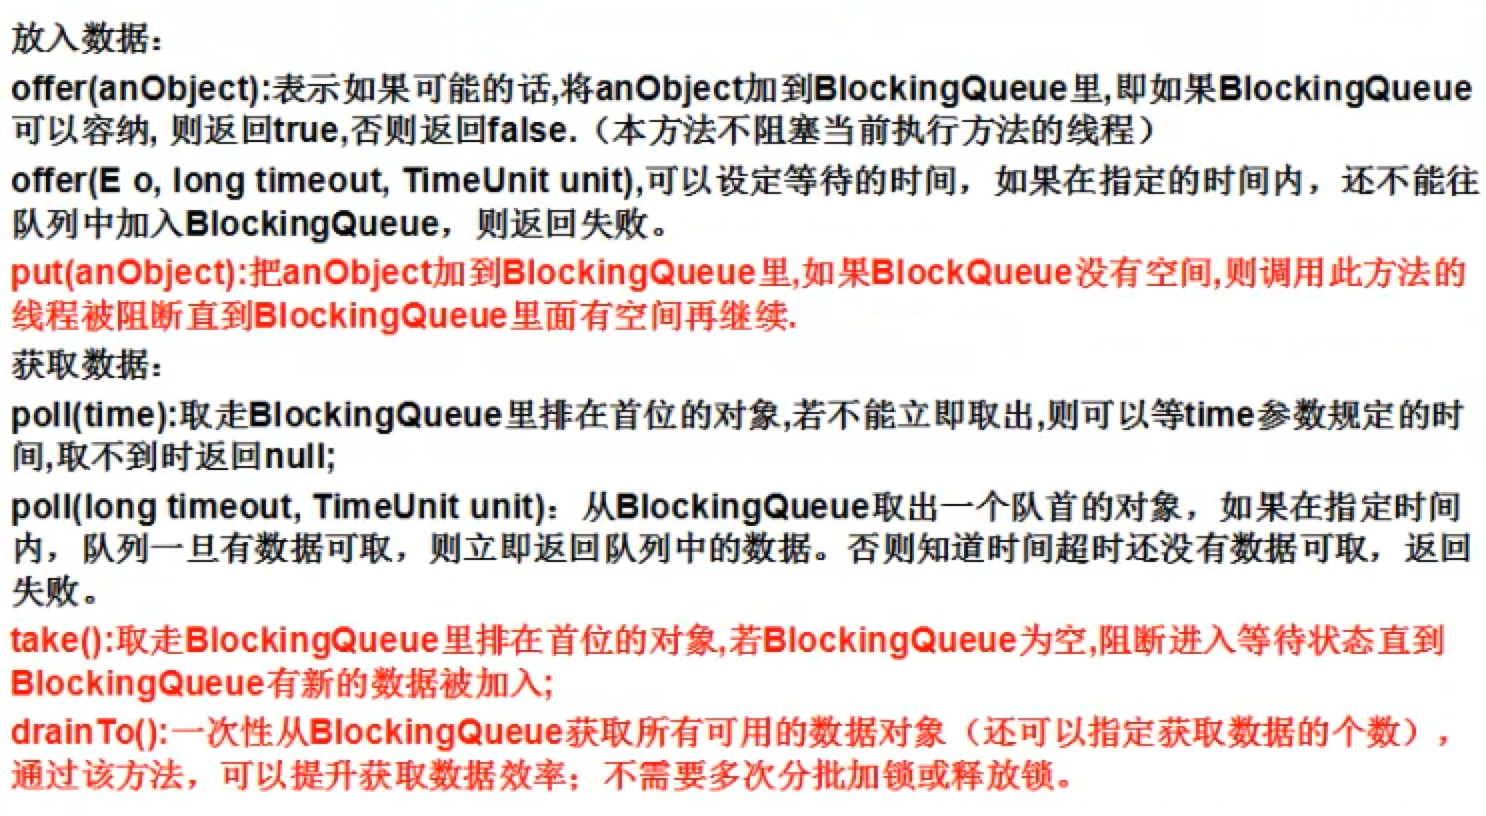 放入数据：
offer(anObject):表示如果可能的话,将anObject加到BlockingQueue里,即如果BlockingQueue
可以容纳, 则返回true,否则返回false.（本方法不阻塞当前执行方法的线程）
offer(E o, long timeout, TimeUnit unit),可以设定等待的时间，如果在指定的时间内，还不能往
队列中加入BlockingQueue，则返回失败。
put(anObject):把anObject加到BlockingQueue里,如果BlockQueue没有空间,则调用此方法的
线程被阻断直到BlockingQueue里面有空间再继续.
获取数据：
poll(time):取走BlockingQueue里排在首位的对象,若不能立即取出,则可以等time参数规定的时
间,取不到时返回null;
poll(long timeout, TimeUnit unit)：从BlockingQueue取出一个队首的对象，如果在指定时间
内，队列一旦有数据可取，则立即返回队列中的数据。否则知道时间超时还没有数据可取，返回
失败。
take():取走BlockingQueue里排在首位的对象,若BlockingQueue为空,阻断进入等待状态直到
BlockingQueue有新的数据被加入;
drainTo():一次性从BlockingQueue获取所有可用的数据对象（还可以指定获取数据的个数），
通过该方法，可以提升获取数据效率；不需要多次分批加锁或释放锁。